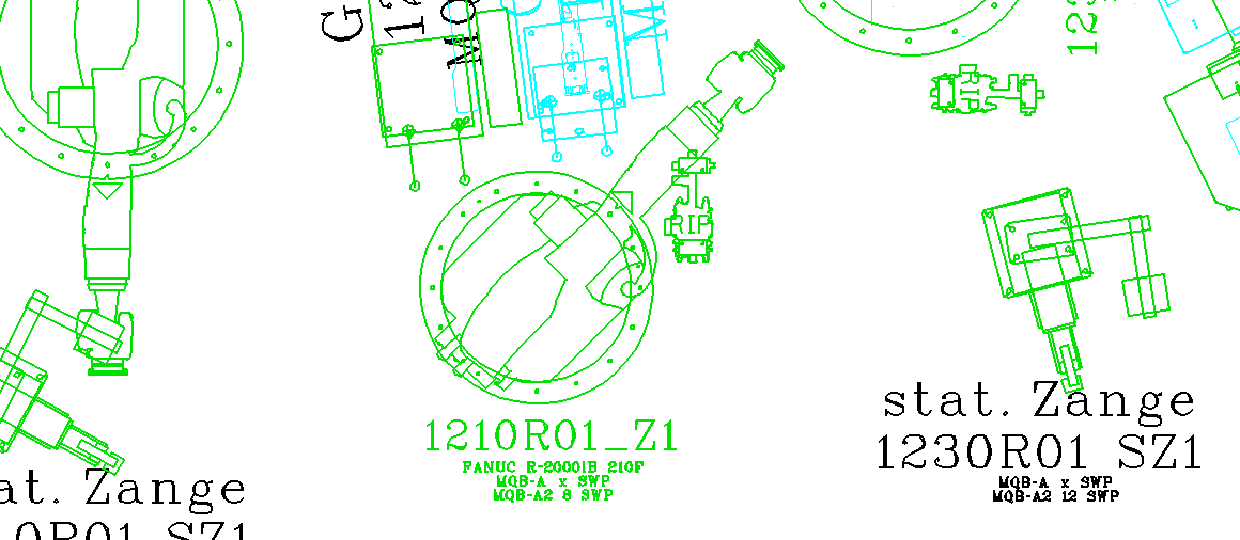 RIP
1210R01_Z1
FANUC R-2000iB 210F
MQB-A x SWP
MQB-A2 8 SWP
stat. Zange
1230R01 SZ1
MQB-A x SWP
MQB-A2 12 SWP
at. Zange
0R01 SZ1